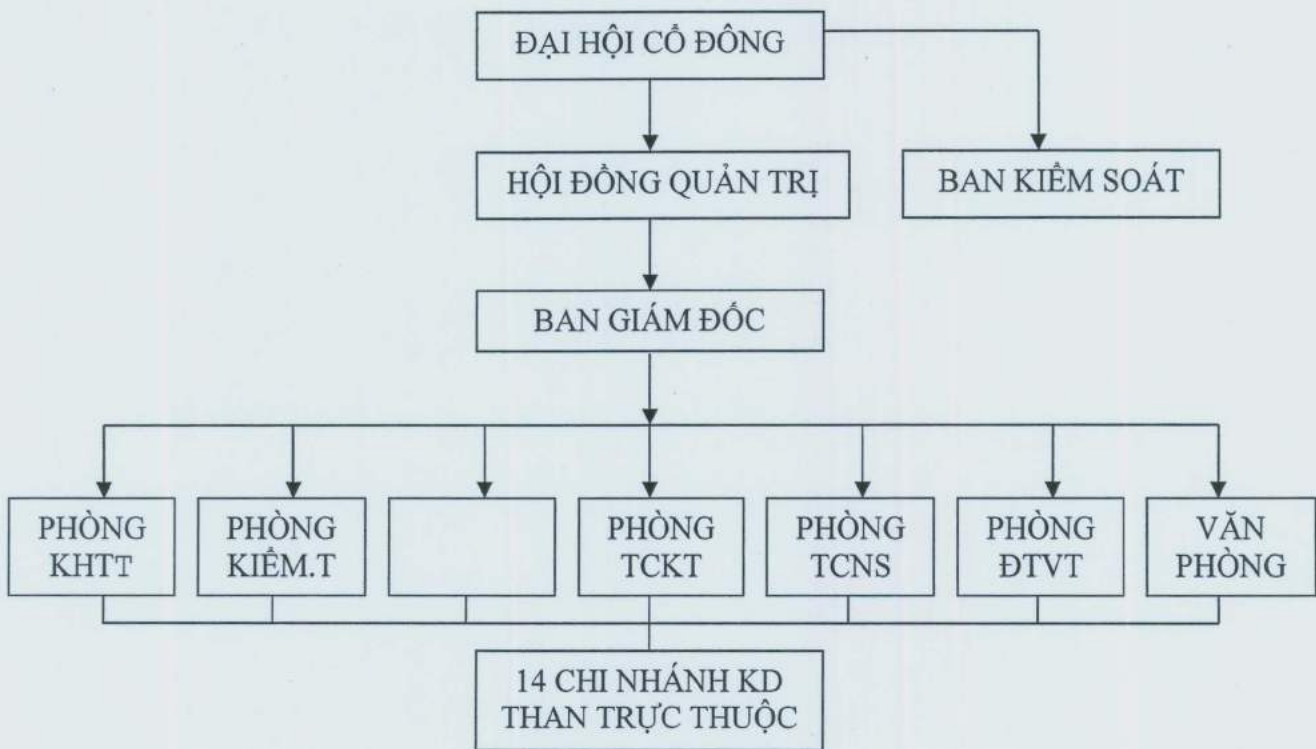 ĐẠI HỘI CỔ ĐÔNG
HỘI ĐỒNG QUẢN TRỊ
BAN KIỂM SOÁT
BAN GIÁM ĐỐC
PHÒNG
KHTT
PHÒNG
KIỂM.T
PHÒNG
TCKT
PHÒNG
TCNS
PHÒNG
ĐTVT
VĂN
PHÒNG
14 CHI NHÁNH KD
THAN TRỰC THUỘC